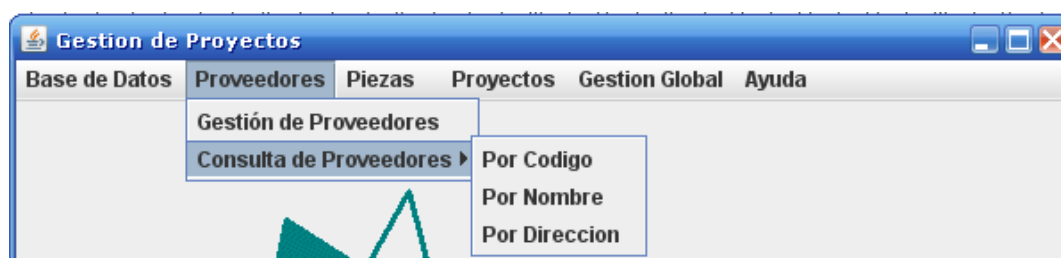 Gestion de Proyectos
Base de Datos Proveedores Piezas Proyectos Gestion Global Ayuda
Gestión de Proveedores
Consulta de Proveedores
Por Codigo
Por Nombre
Por Direccion